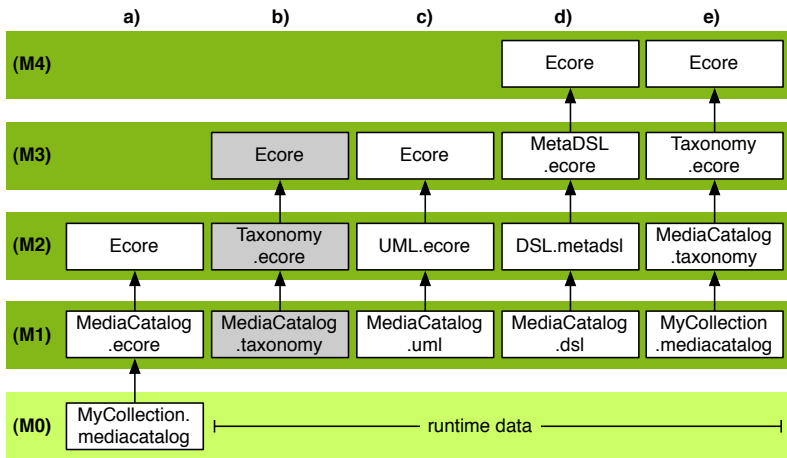 a) b) c) d) e)
(M4) Ecore Ecore
(M3) Ecore Ecore MetaDSL Taxonomy
.ecore .ecore
(M2) Ecore Taxonomy UML.ecore DSL.metadsl MediaCatalog
.ecore .taxonomy
(M1) MediaCatalog MediaCatalog MediaCatalog MediaCatalog MyCollection
.ecore .taxonomy .uml .dsl .mediacatalog
(M0) MyCollection. runtime data
mediacatalog